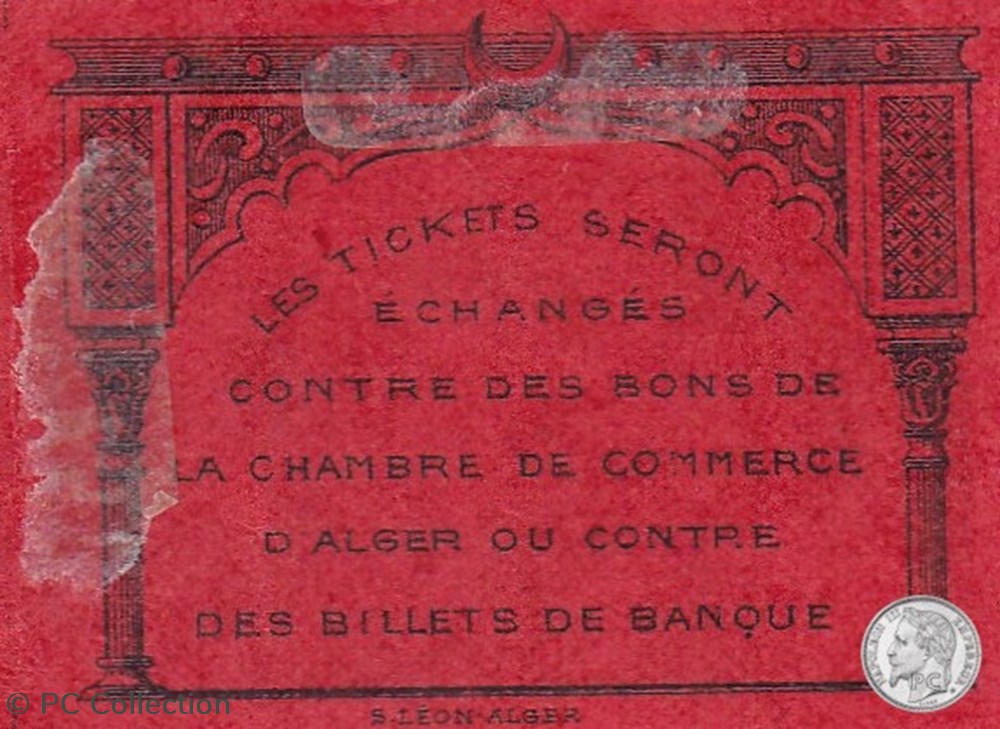 LES TICKETS SERONT
ÉCHANGÉS
CONTRE DES BONS DE
LA CHAMBRE DE COMMERCE
D'ALGER OU CONTRE
DES BILLETS DE BANQUE
S. LÉON ALGER
© PC Collection
PC